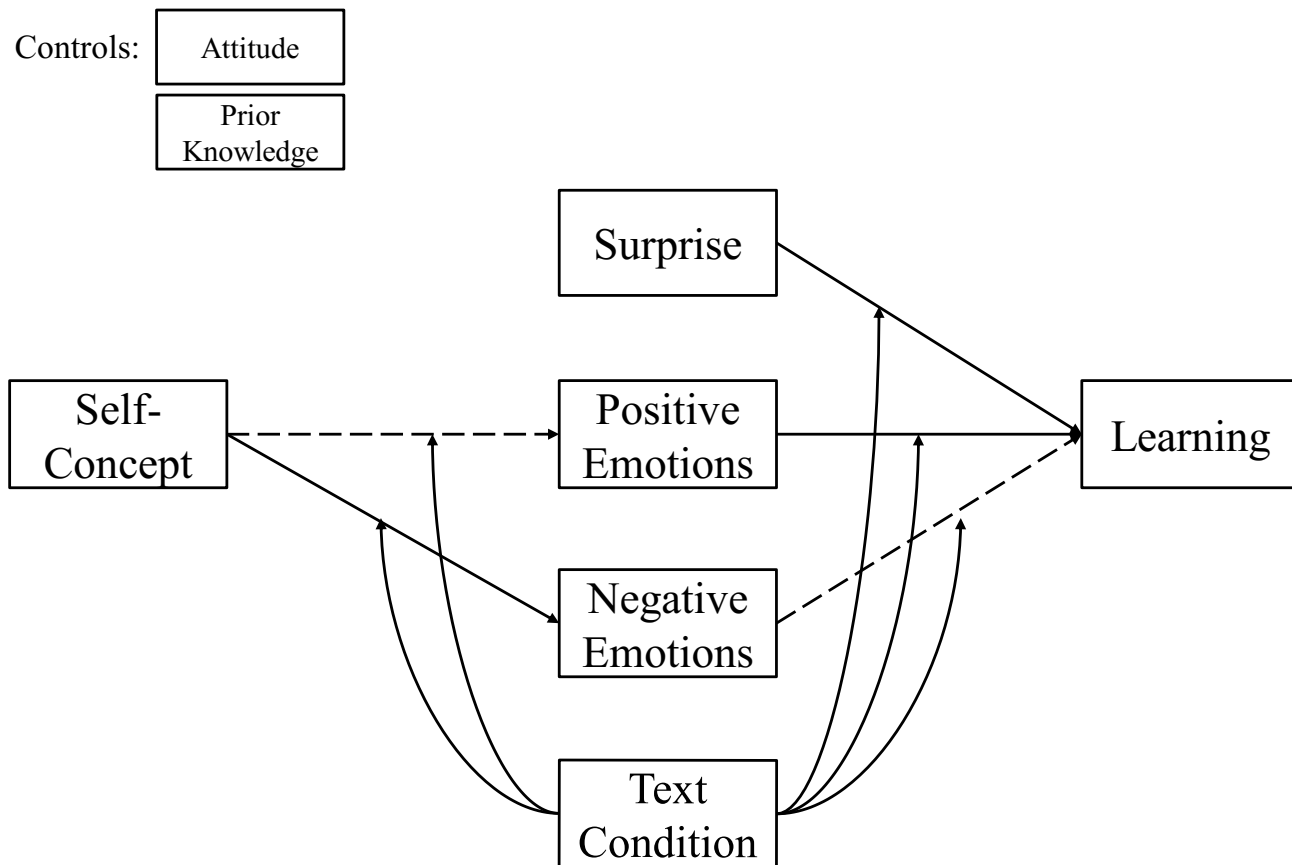 Controls:
Attitude
Prior
Knowledge
Surprise
Self-
Concept
Positive
Emotions
Learning
Negative
Emotions
Text
Condition